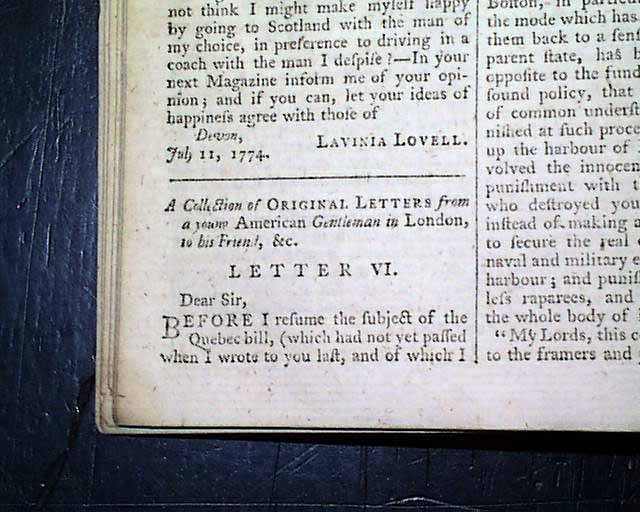 not think I might make myſelf happy
by going to Scotland with the man of
my choice, in preference to driving in a
coach with the man I deſpiſe?—In your
next Magazine inform me of your opi-
nion; and if you can, let your ideas of
happineſs agree with thoſe of
Devon,
LAVINIA LOVELL.
July 11, 1774.
A Collection of ORIGINAL LETTERS from
a young American Gentleman in London,
to his Friend, &c.
LETTER VI.
Dear Sir,
BEFORE I reſume the ſubject of the
Quebec bill, (which had not yet paſſed
when I wrote to you laſt, and of which I
Boſton, in
the mode which has
them back to a ſenſ
parent ſtate, has b
oppoſite to the fund
ſound policy, that
of common underſt
niſhed at ſuch proce
up the harbour of
volved the innocen
puniſhment with t
who deſtroyed you
inſtead of making a
to ſecure the real
naval and military e
harbour; and puniſ
leſs raparees, and
the whole body of
"My Lords, this c
to the framers and